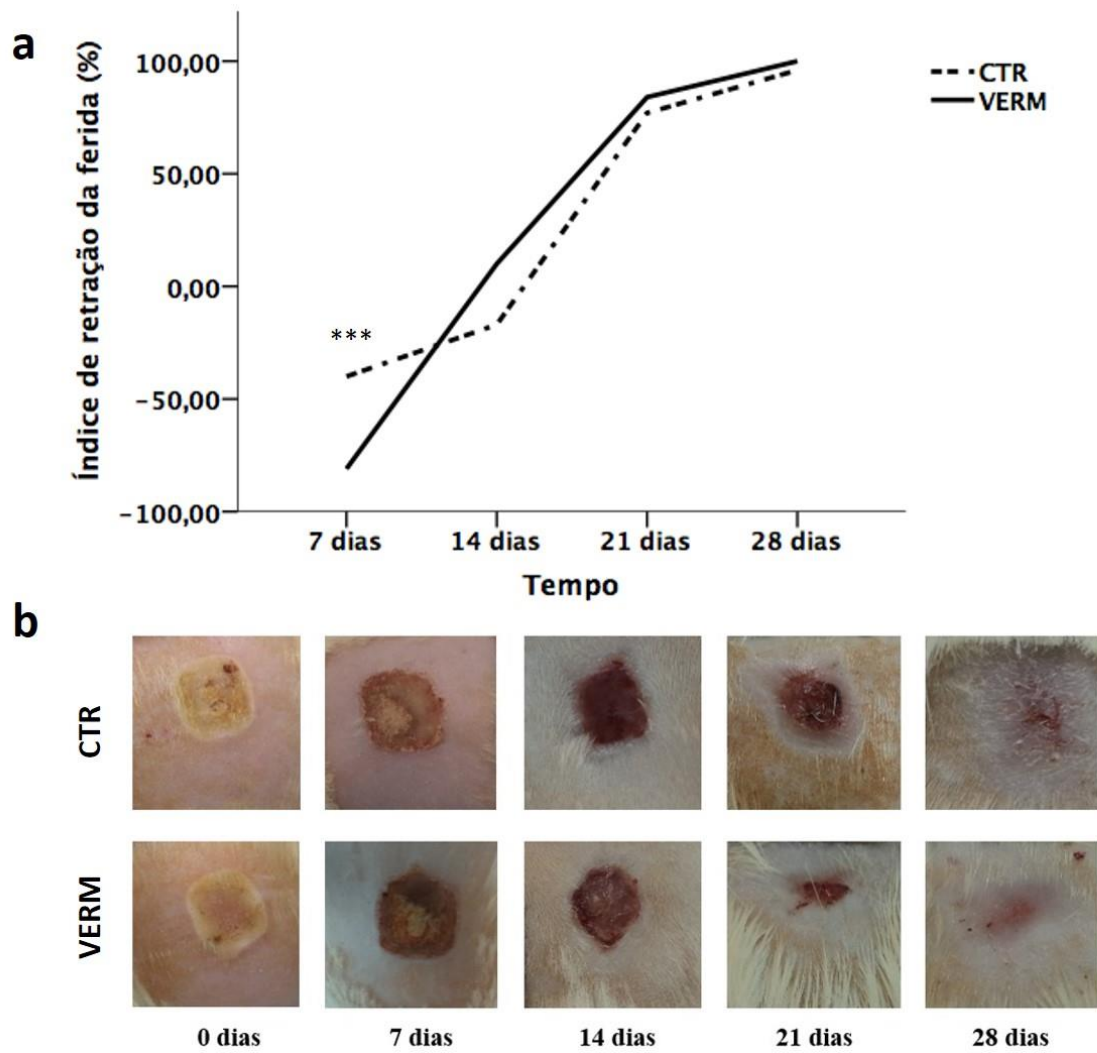 a
Índice de retração da ferida (%)
100,00
50,00
0,00
−50,00
−100,00
***
CTR
VERM
7 dias
14 dias
21 dias
28 dias
Tempo
b
CTR
VERM
0 dias
7 dias
14 dias
21 dias
28 dias